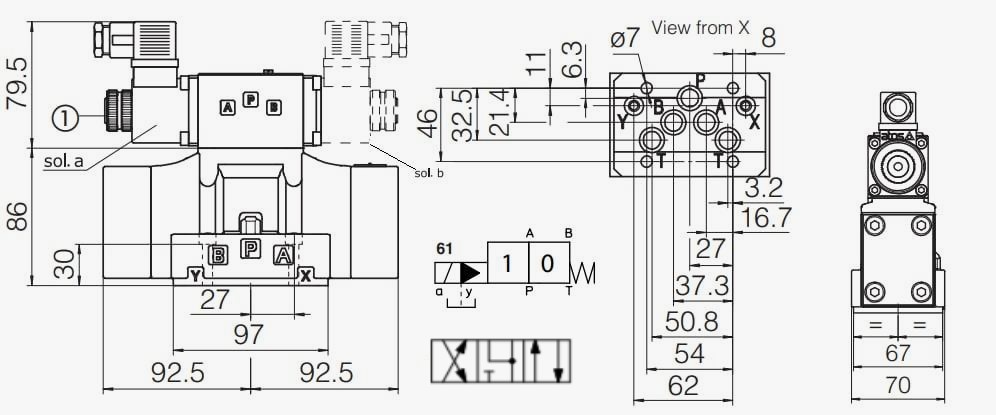 View from X
ø7
8
11
6.3
79.5
A P B
1
sol. a
sol. b
46
32.5
21.4
P
B
A
Y
X
T
T
3.2
16.7
27
37.3
50.8
54
62
86
30
B P A
Y
X
27
97
92.5
92.5
61
A
B
1 0
a
y
P
T
atos
=
=
67
70